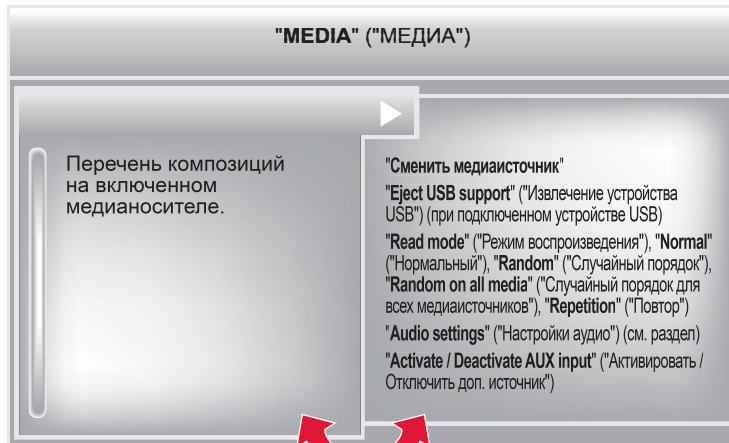 "MEDIA" ("МЕДИА")
Перечень композиций
на включенном
медианосителе.
"Сменить медиаисточник"
"Eject USB support" ("Извлечение устройства
USB") (при подключенном устройстве USB)
"Read mode" ("Режим воспроизведения"), "Normal"
("Нормальный"), "Random" ("Случайный порядок"),
"Random on all media" ("Случайный порядок для
всех медиаисточников"), "Repetition" ("Повтор")
"Audio settings" ("Настройки аудио") (см. раздел)
"Activate / Deactivate AUX input" ("Активировать /
Отключить доп. источник")